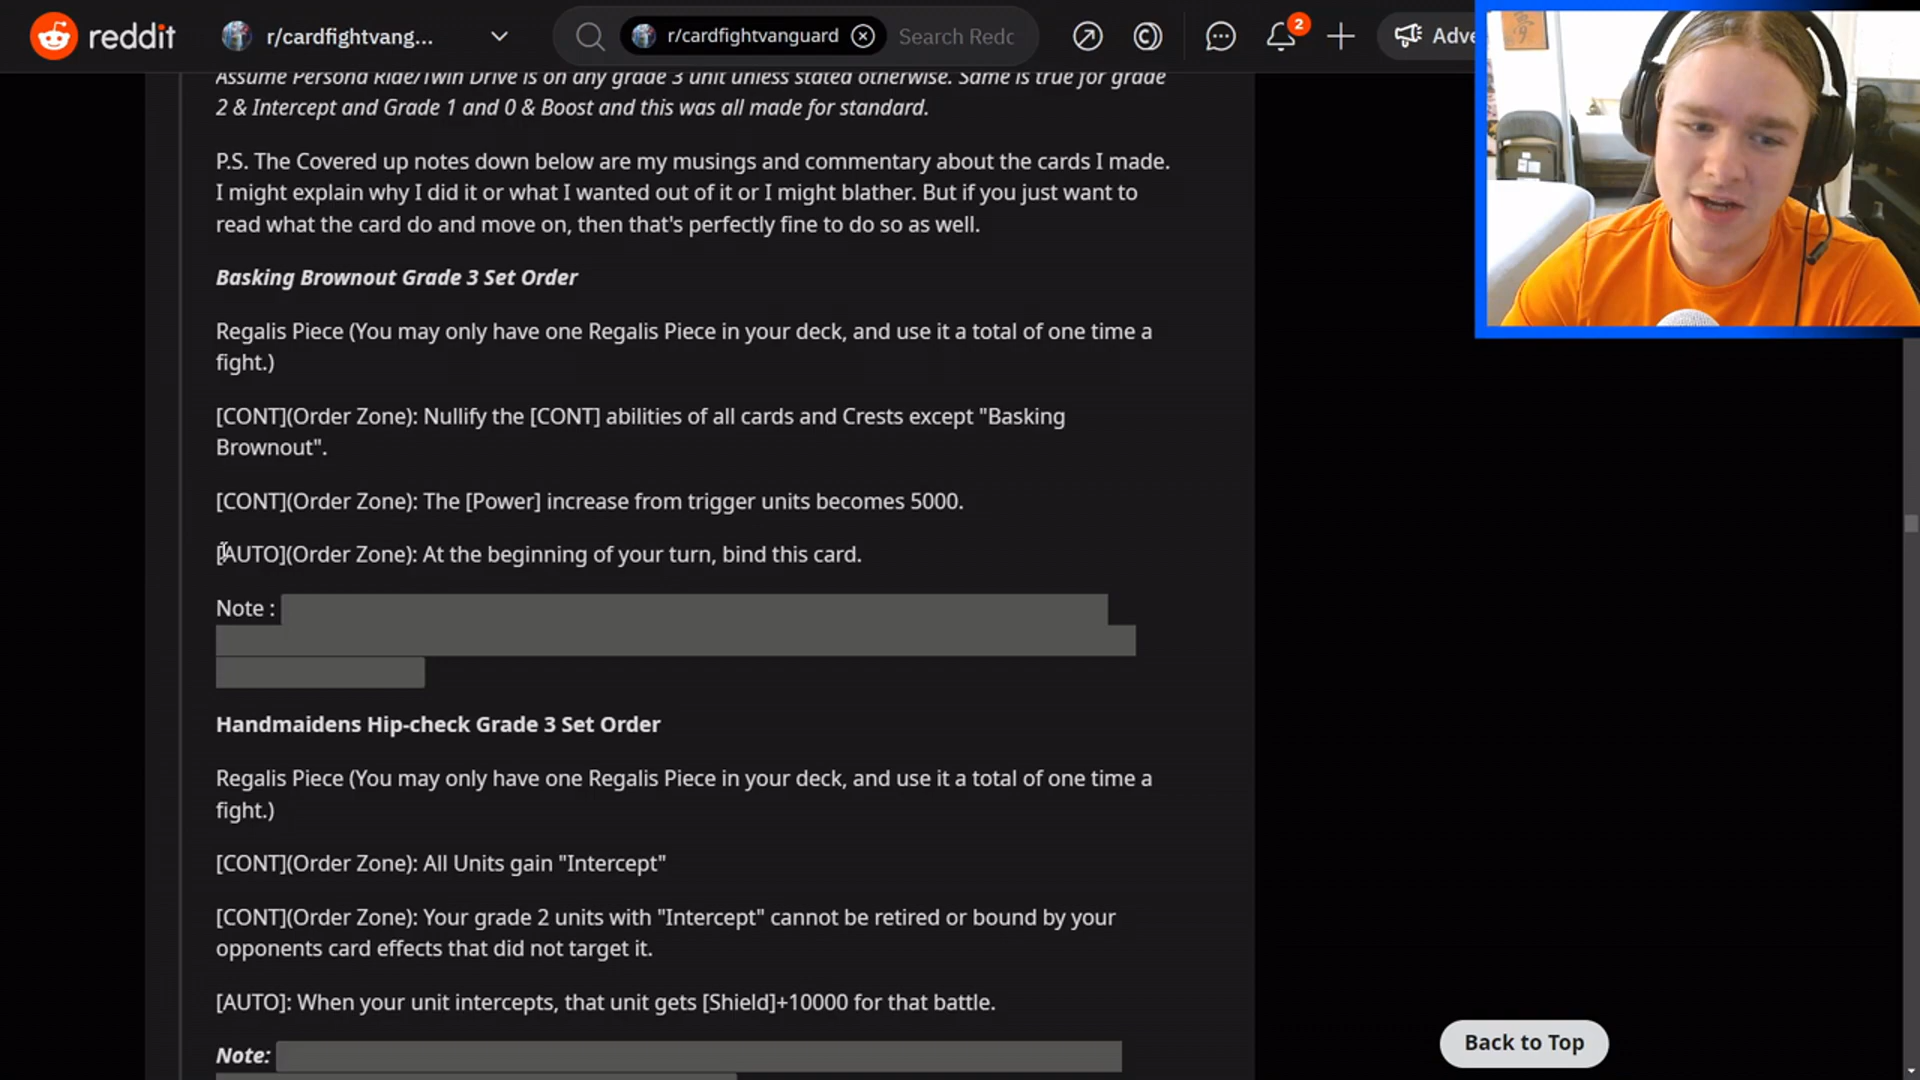 reddit
r/cardfightvang...
r/cardfightvanguard
Search Redc
2
Adve
Assume Persona Ride/Twin Drive is on any grade 3 unit unless stated otherwise. Same is true for grade
2 & Intercept and Grade 1 and 0 & Boost and this was all made for standard.
P.S. The Covered up notes down below are my musings and commentary about the cards I made.
I might explain why I did it or what I wanted out of it or I might blather. But if you just want to
read what the card do and move on, then that's perfectly fine to do so as well.
Basking Brownout Grade 3 Set Order
Regalis Piece (You may only have one Regalis Piece in your deck, and use it a total of one time a
fight.)
[CONT](Order Zone): Nullify the [CONT] abilities of all cards and Crests except "Basking
Brownout".
[CONT](Order Zone): The [Power] increase from trigger units becomes 5000.
[AUTO](Order Zone): At the beginning of your turn, bind this card.
Note :
Handmaidens Hip-check Grade 3 Set Order
Regalis Piece (You may only have one Regalis Piece in your deck, and use it a total of one time a
fight.)
[CONT](Order Zone): All Units gain "Intercept"
[CONT](Order Zone): Your grade 2 units with "Intercept" cannot be retired or bound by your
opponents card effects that did not target it.
[AUTO]: When your unit intercepts, that unit gets [Shield]+10000 for that battle.
Note:
Back to Top